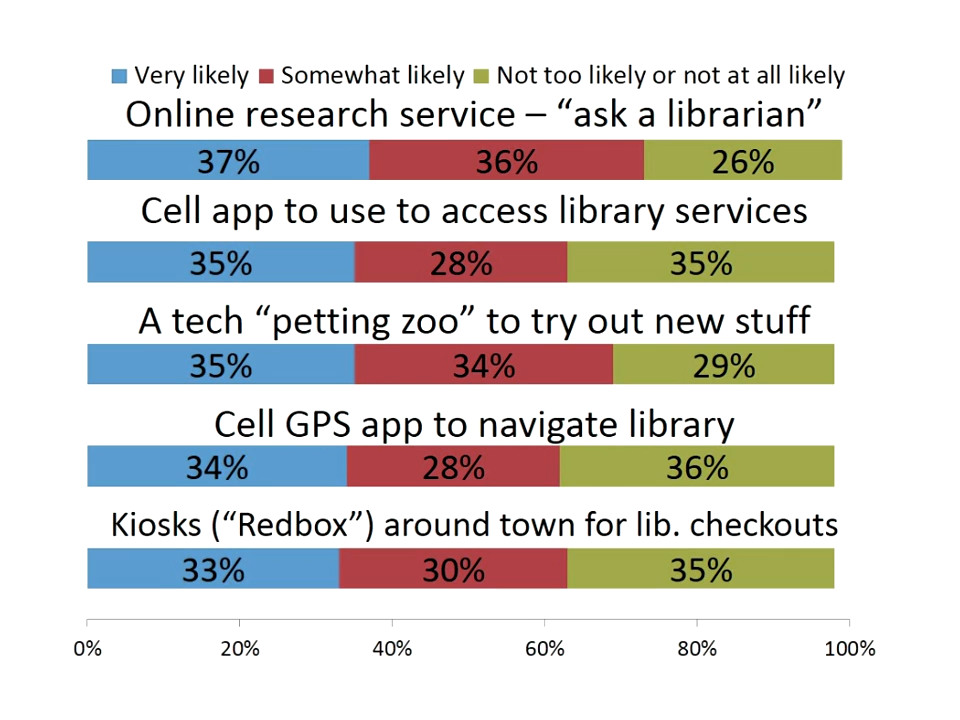 Very likely Somewhat likely Not too likely or not at all likely
Online research service – “ask a librarian”
37% 36% 26%
Cell app to use to access library services
35% 28% 35%
A tech “petting zoo” to try out new stuff
35% 34% 29%
Cell GPS app to navigate library
34% 28% 36%
Kiosks (“Redbox”) around town for lib. checkouts
33% 30% 35%
0% 20% 40% 60% 80% 100%